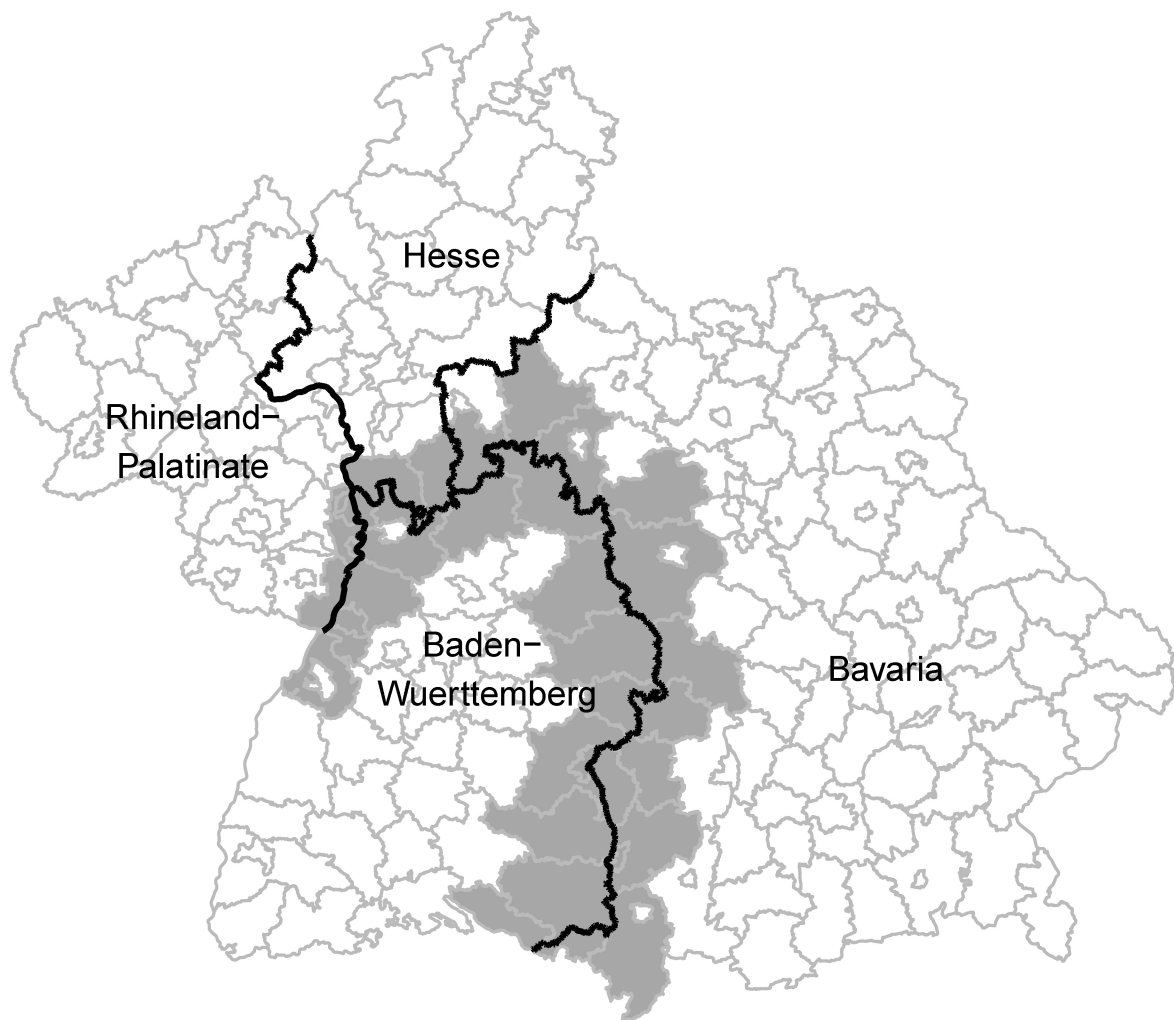 Hesse
Rhineland−
Palatinate
Baden−
Wuerttemberg
Bavaria